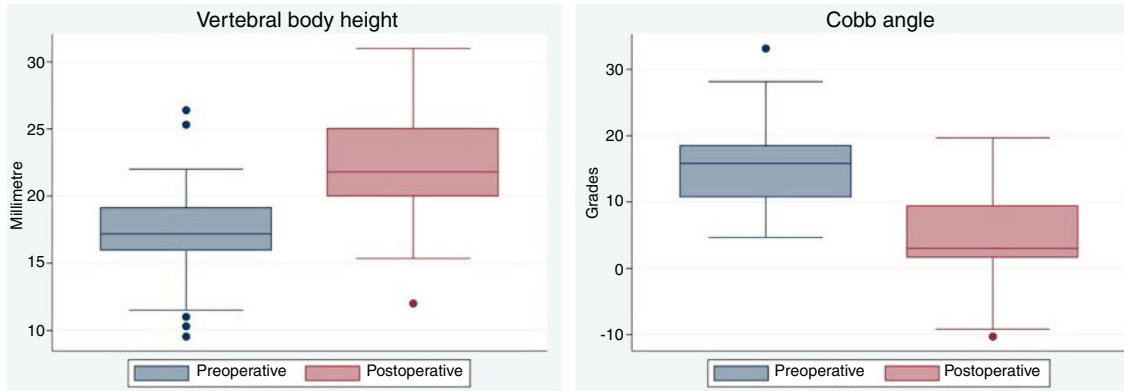 Vertebral body height
Millimetre
30
25
20
15
10
Preoperative Postoperative
Cobb angle
Grades
30
20
10
0
-10
Preoperative Postoperative